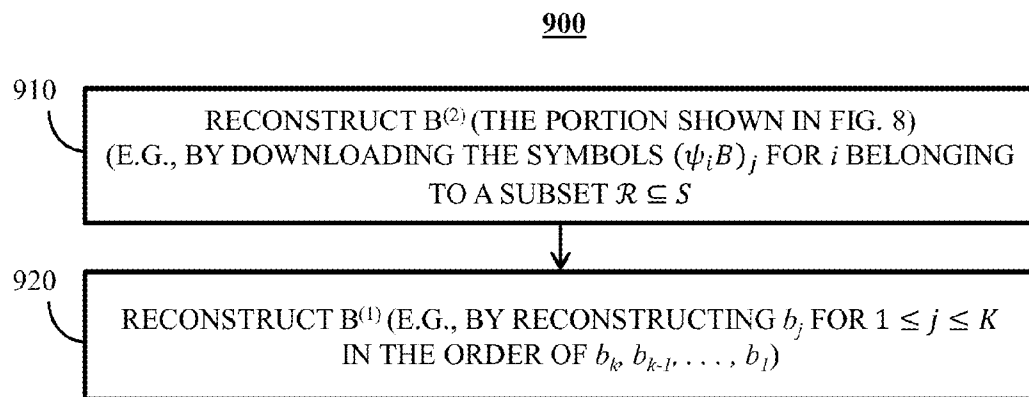 900
910
RECONSTRUCT B⁽²⁾ (THE PORTION SHOWN IN FIG. 8)
(E.G., BY DOWNLOADING THE SYMBOLS (ψᵢB)ⱼ FOR i BELONGING
TO A SUBSET ℛ ⊆ S
920
RECONSTRUCT B⁽¹⁾ (E.G., BY RECONSTRUCTING bⱼ FOR 1 ≤ j ≤ K
IN THE ORDER OF bₖ, bₖ₋₁, . . . , b₁)